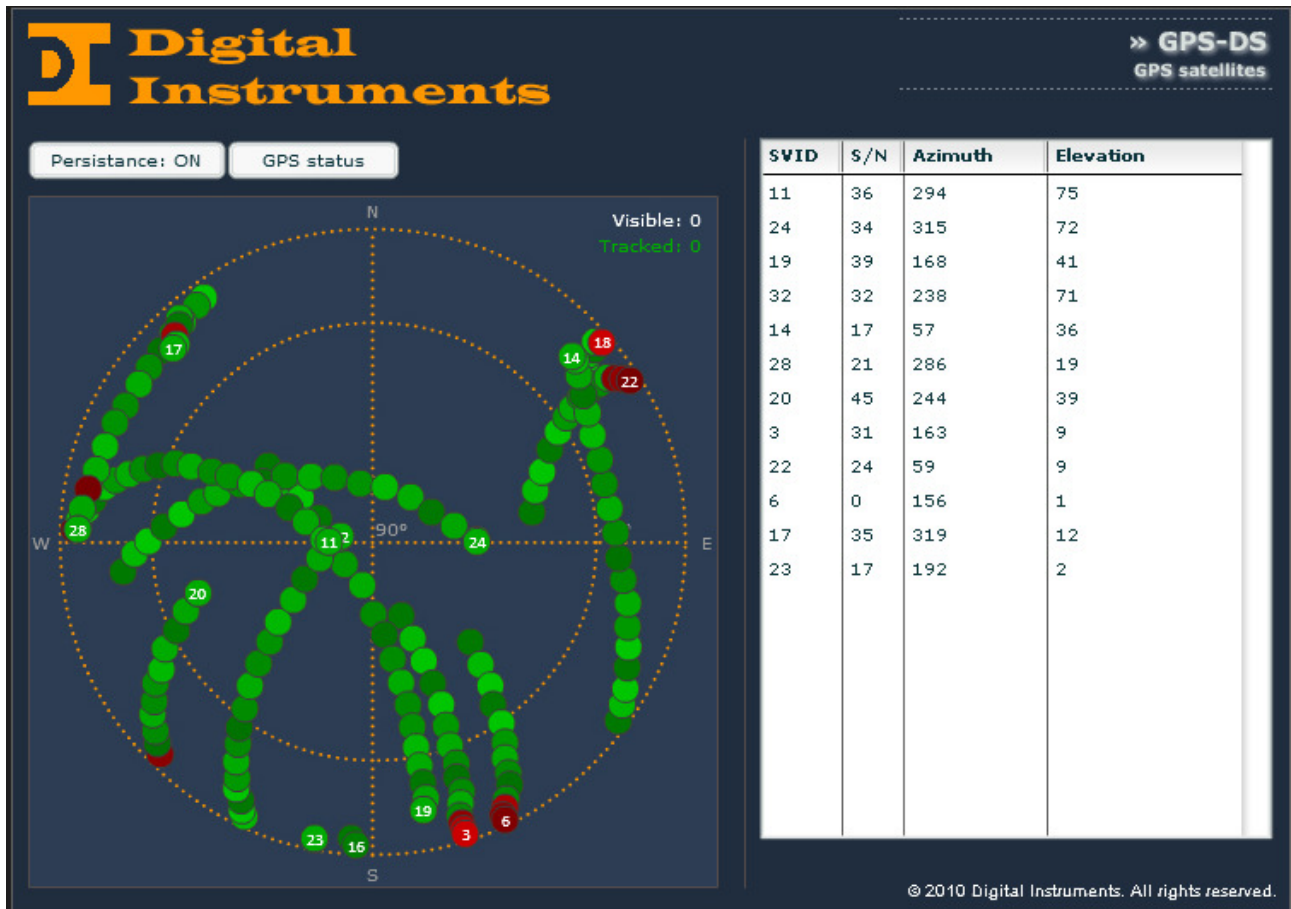 Digital
Instruments
» GPS-DS
GPS satellites
Persistance: ON
GPS status
N
Visible: 0
Tracked: 0
18
17
14
22
90°
W
28
11
2
24
E
20
19
3
6
23
16
S
SVID S/N Azimuth Elevation
11 36 294 75
24 34 315 72
19 39 168 41
32 32 238 71
14 17 57 36
28 21 286 19
20 45 244 39
3 31 163 9
22 24 59 9
6 0 156 1
17 35 319 12
23 17 192 2
© 2010 Digital Instruments. All rights reserved.